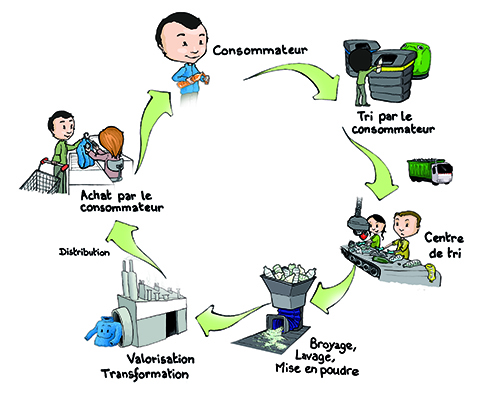 Consommateur
Tri par le
consommateur
Centre
de tri
Broyage,
Lavage,
Mise en poudre
Valorisation
Transformation
Distribution
Achat par le
consommateur